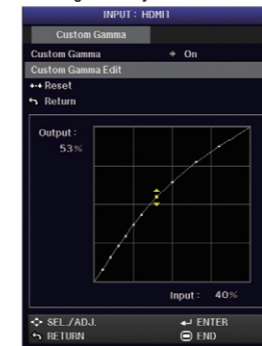 INPUT: HDMI1
Custom Gamma
Custom Gamma On
Custom Gamma Edit
Reset
Return
Output :
53%
Input : 40%
SEL./ADJ. ENTER
RETURN END